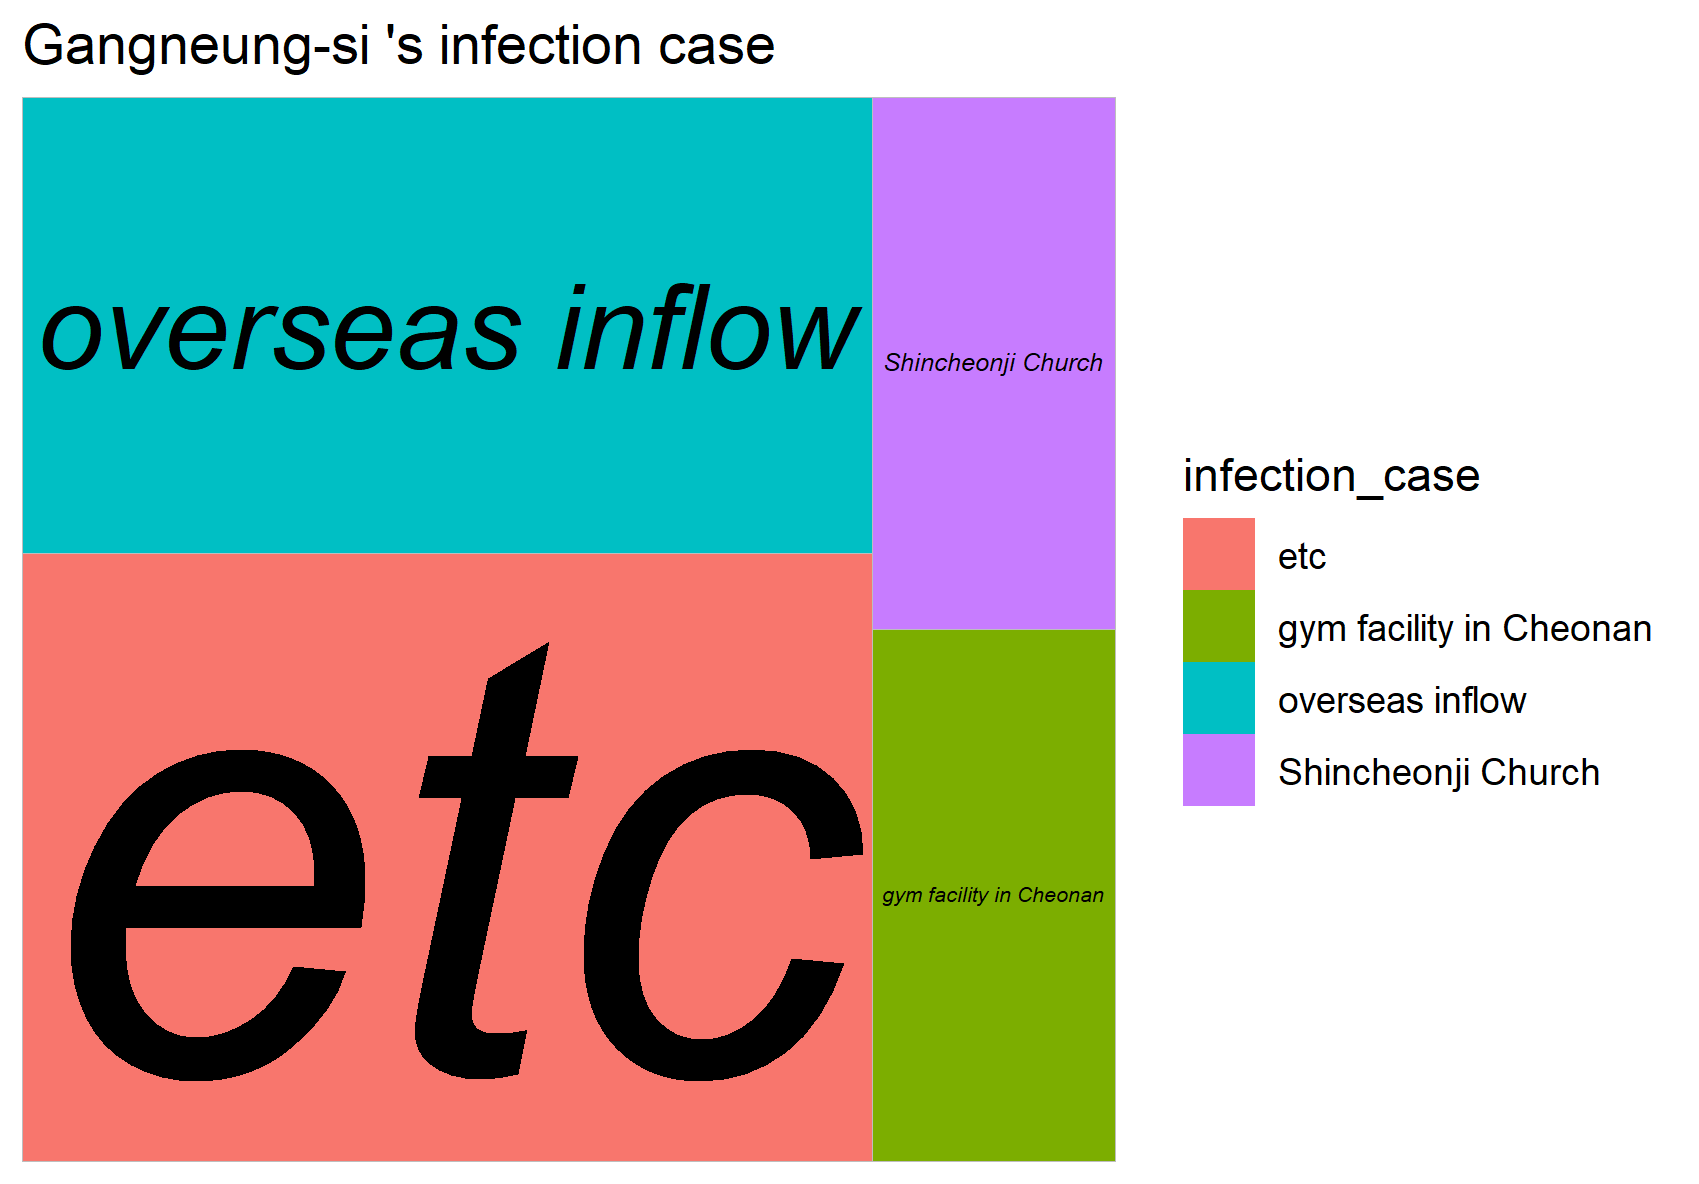 Gangneung-si 's infection case
overseas inflow
Shincheonji Church
etc
gym facility in Cheonan
infection_case
etc
gym facility in Cheonan
overseas inflow
Shincheonji Church